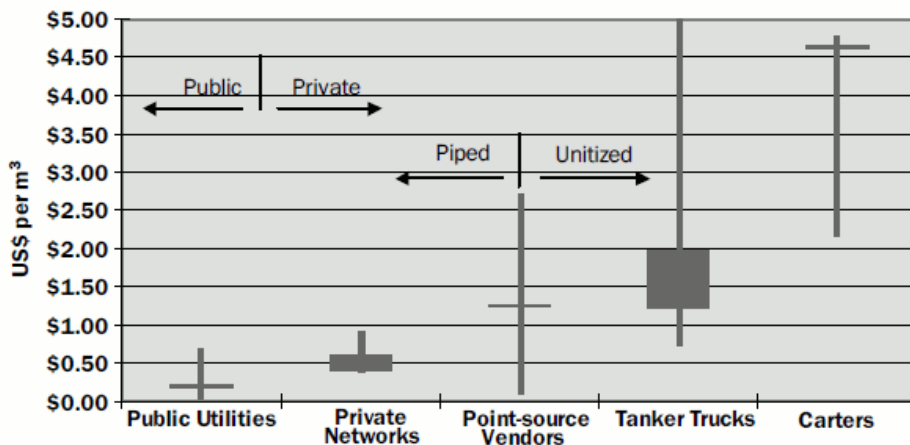 $5.00
$4.50
$4.00
$3.50
$3.00
$2.50
$2.00
$1.50
$1.00
$0.50
$0.00
US$ per m³
Public Private
Piped Unitized
Public Utilities
Private
Networks
Point-source
Vendors
Tanker Trucks
Carters